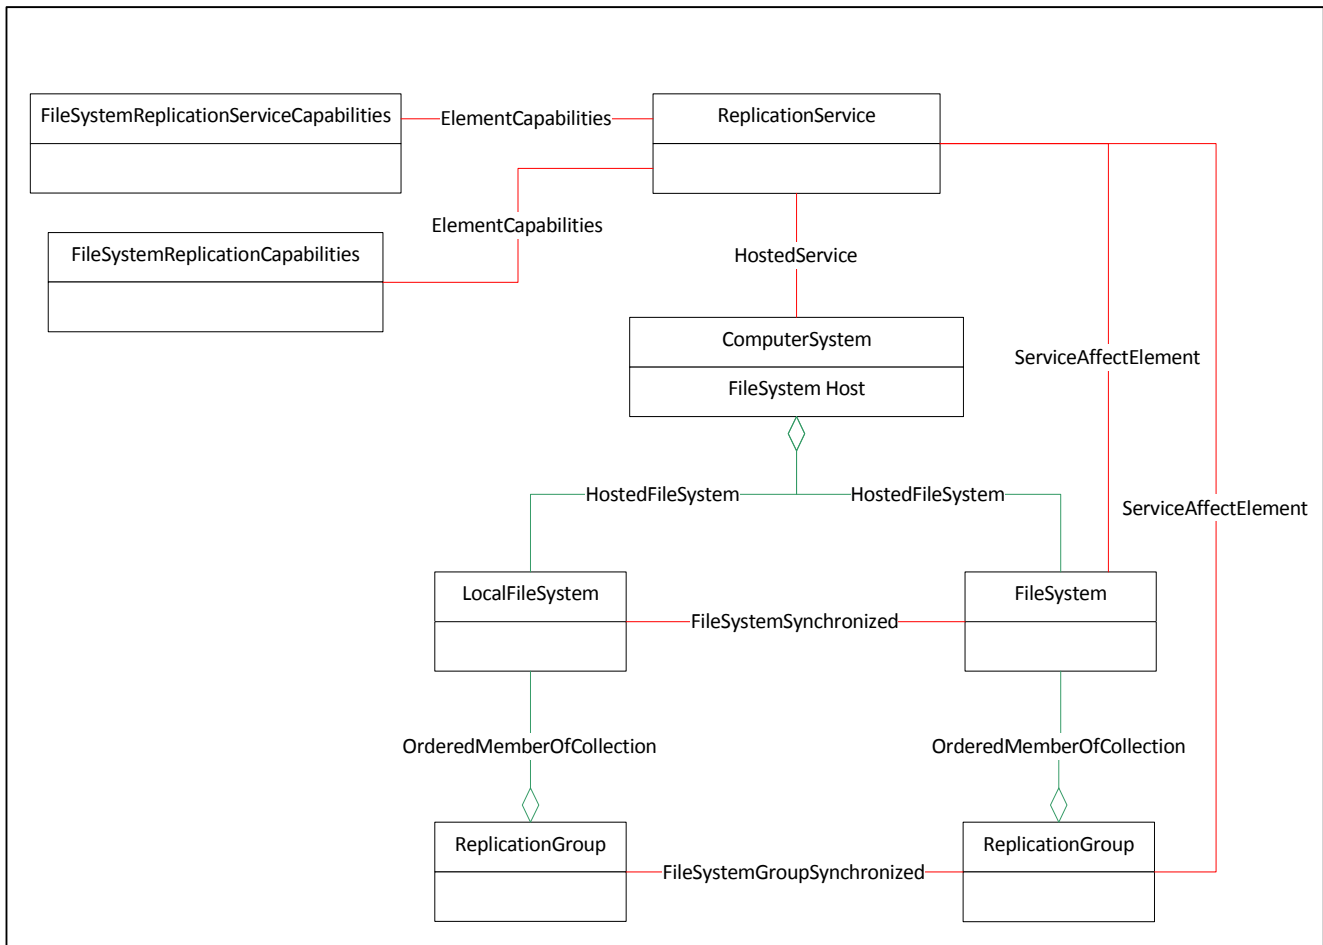 FileSystemReplicationServiceCapabilities
ElementCapabilities
ReplicationService
ElementCapabilities
FileSystemReplicationCapabilities
HostedService
ComputerSystem
FileSystem Host
ServiceAffectElement
HostedFileSystem
HostedFileSystem
ServiceAffectElement
LocalFileSystem
FileSystem
FileSystemSynchronized
OrderedMemberOfCollection
OrderedMemberOfCollection
ReplicationGroup
ReplicationGroup
FileSystemGroupSynchronized